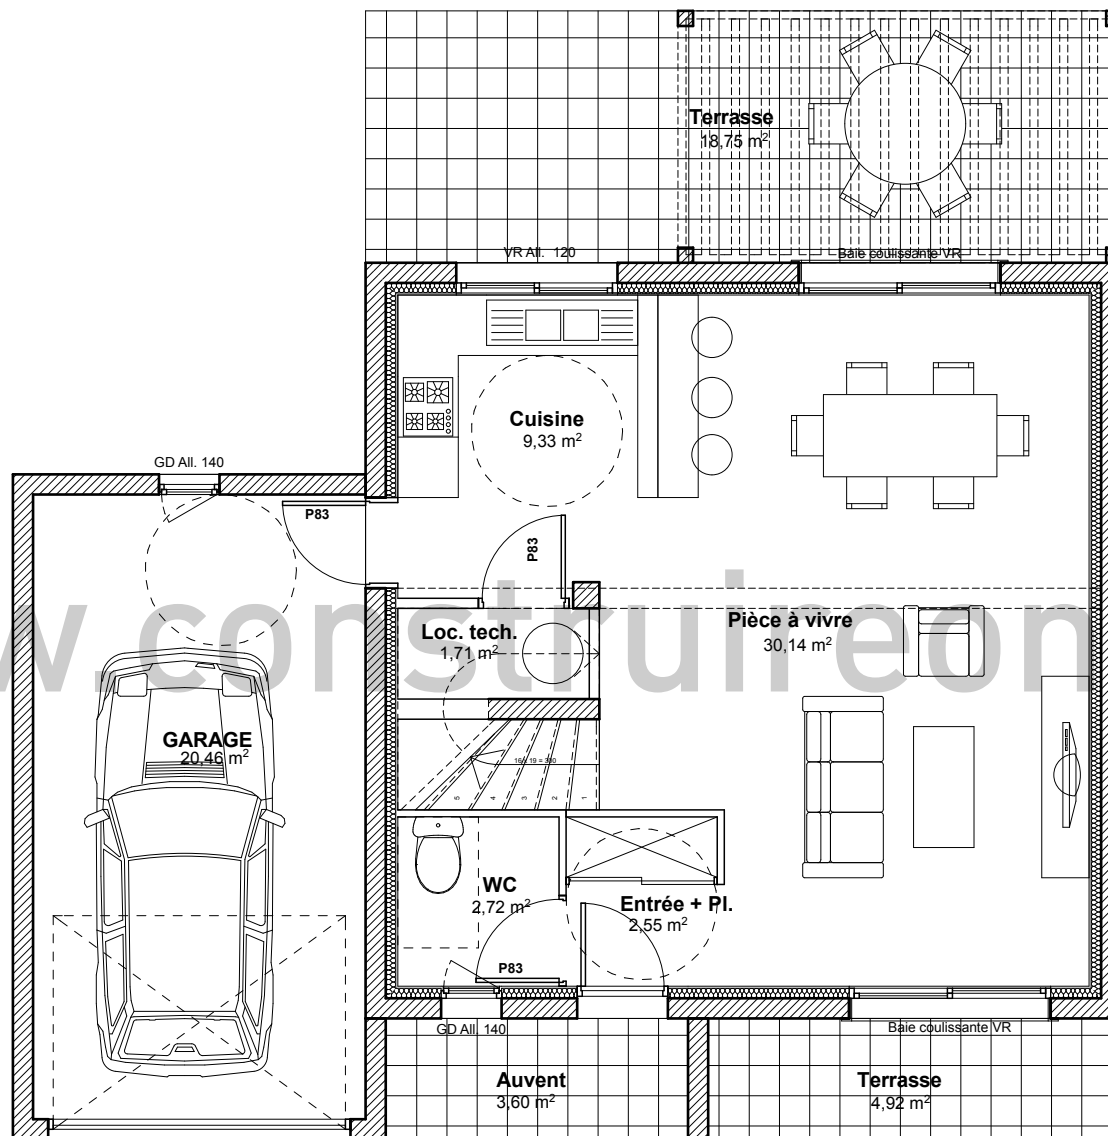 Terrasse
18,75 m²
VR All. 120
Baie coulissante VR
Cuisine
9,33 m²
GD All. 140
P83
P83
www.construireon
Loc. tech.
1,71 m²
Pièce à vivre
30,14 m²
GARAGE
20,46 m²
5 4 3 2 1
WC
2,72 m²
Entrée + Pl.
2,55 m²
P83
GD All. 140
Baie coulissante VR
Auvent
3,60 m²
Terrasse
4,92 m²